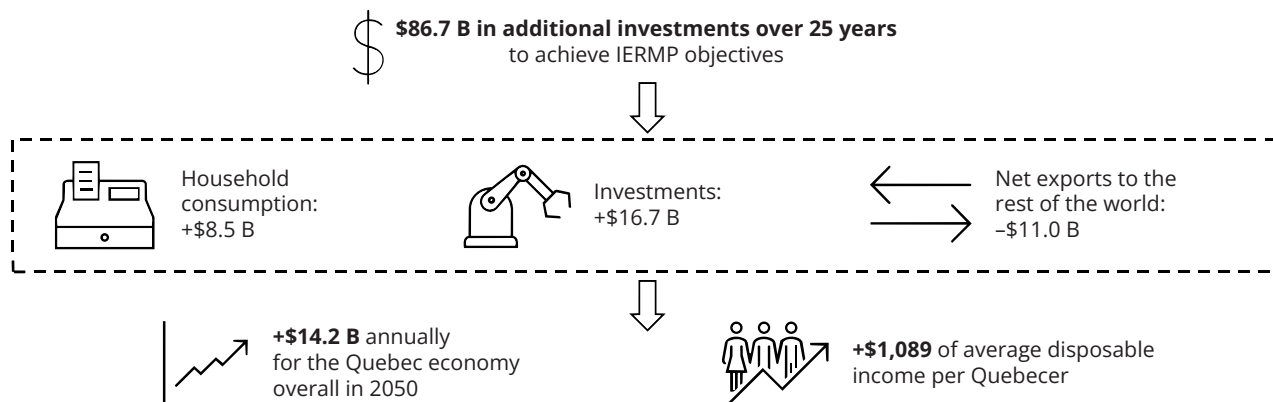 $86.7 B in additional investments over 25 years
to achieve IERMP objectives
Household
consumption:
+$8.5 B
Investments:
+$16.7 B
Net exports to the
rest of the world:
–$11.0 B
+$14.2 B annually
for the Quebec economy
overall in 2050
+$1,089 of average disposable
income per Quebecer